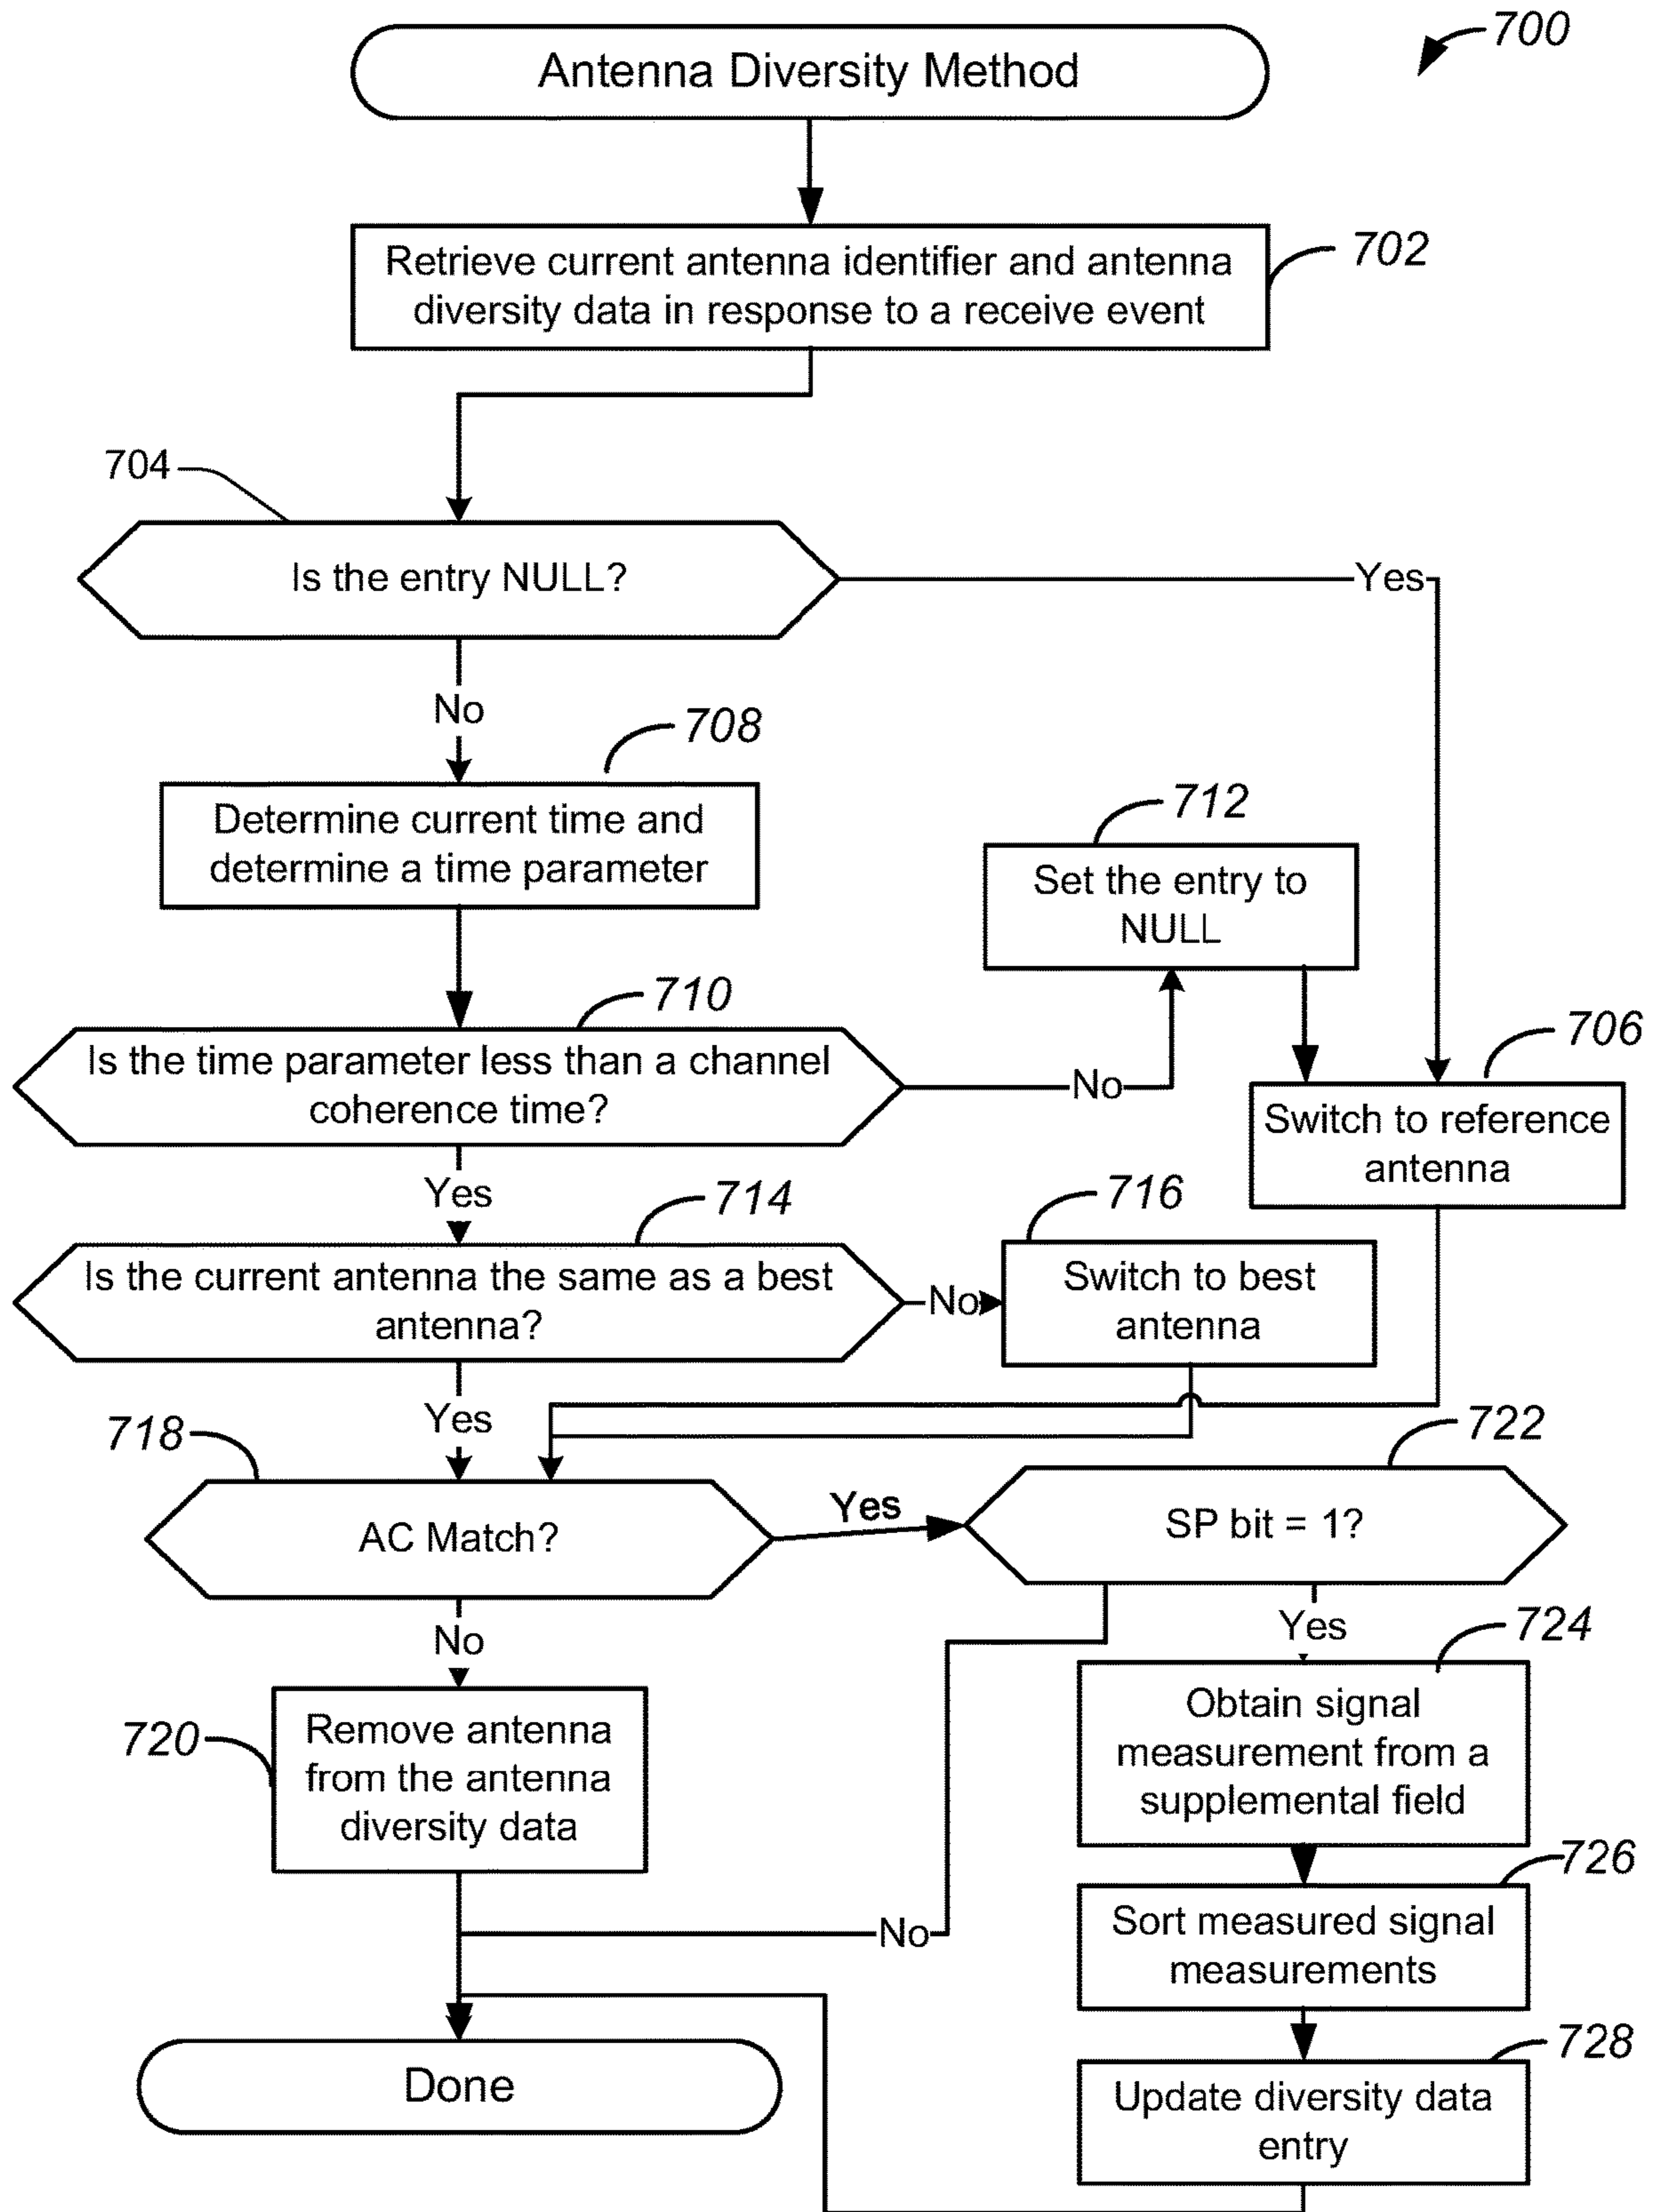 700
Antenna Diversity Method
Retrieve current antenna identifier and antenna
diversity data in response to a receive event
702
704
Is the entry NULL?
Yes
No
708
Determine current time and
determine a time parameter
712
Set the entry to
NULL
710
Is the time parameter less than a channel
coherence time?
No
706
Switch to reference
antenna
Yes
714
Is the current antenna the same as a best
antenna?
No
716
Switch to best
antenna
Yes
718
AC Match?
Yes
722
SP bit = 1?
No
Yes
724
720
Remove antenna
from the antenna
diversity data
Obtain signal
measurement from a
supplemental field
726
Sort measured signal
measurements
No
728
Update diversity data
entry
Done